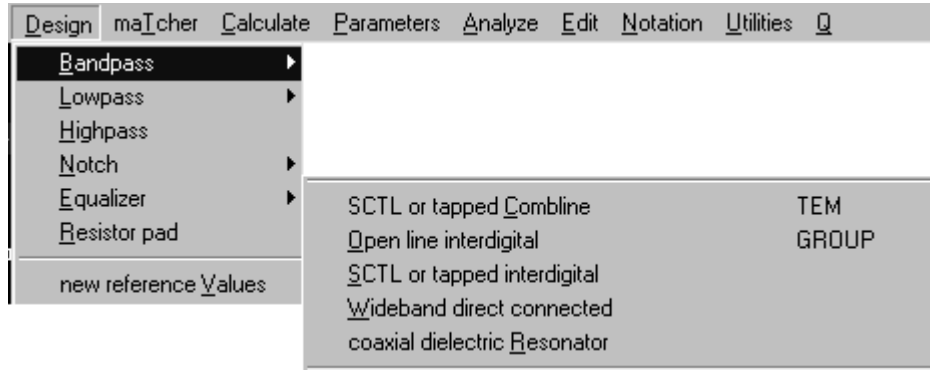 Design maTcher Calculate Parameters Analyze Edit Notation Utilities Q
Bandpass
Lowpass
Highpass
Notch
Equalizer
Resistor pad
new reference Values
SCTL or tapped Combline TEM
Open line interdigital GROUP
SCTL or tapped interdigital
Wideband direct connected
coaxial dielectric Resonator